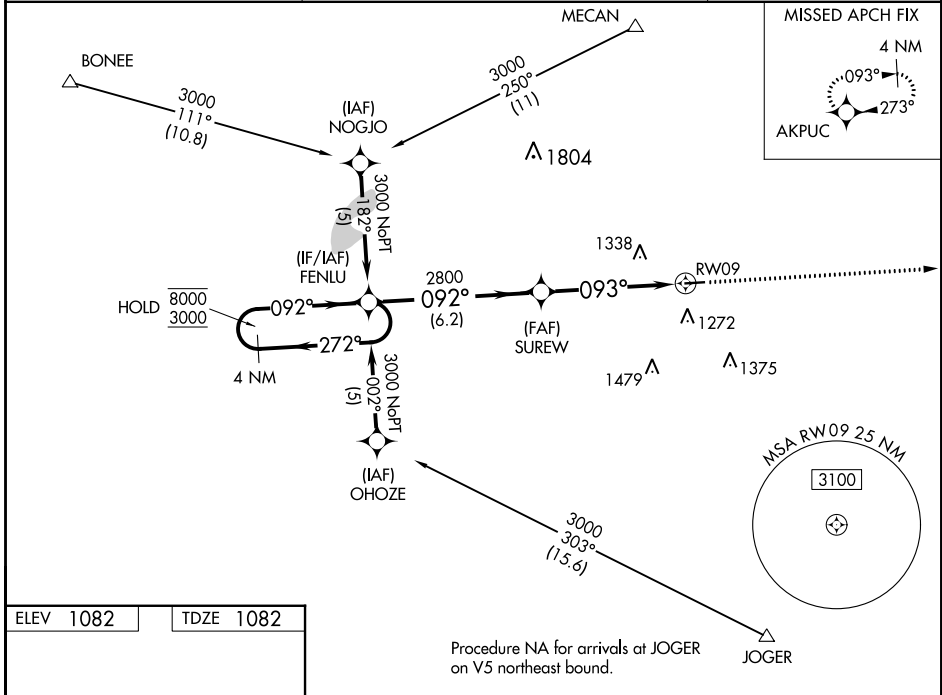 MISSED APCH FIX
4 NM
093°
273°
AKPUC
MECAN
3000
250°
(11)
BONEE
3000
111°
(10.8)
(IAF)
NOGJO
1804
3000 NoPT
182°
(5)
1338
RW09
(IF/IAF)
FENLU
2800
092°
(6.2)
093°
HOLD
8000
3000
092°
272°
4 NM
(FAF)
SUREW
1272
1479
1375
3000 NoPT
002°
(5)
(IAF)
OHOZE
MSA RW09 25 NM
3100
3000
303°
(15.6)
ELEV 1082
TDZE 1082
Procedure NA for arrivals at JOGER
on V5 northeast bound.
JOGER